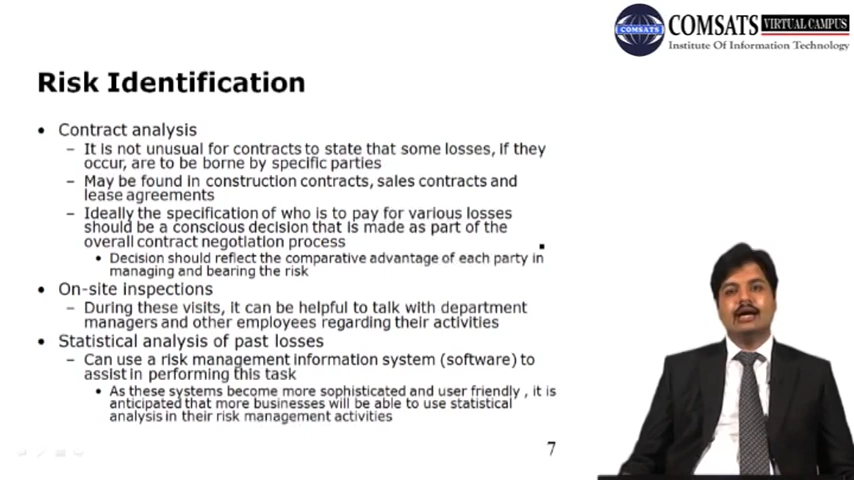 COMSATS
COMSATS VIRTUAL CAMPUS
Institute Of Information Technology
Risk Identification
• Contract analysis
– It is not unusual for contracts to state that some losses, if they
occur, are to be borne by specific parties
– May be found in construction contracts, sales contracts and
lease agreements
– Ideally the specification of who is to pay for various losses
should be a conscious decision that is made as part of the
overall contract negotiation process
• Decision should reflect the comparative advantage of each party in
managing and bearing the risk
• On-site inspections
– During these visits, it can be helpful to talk with department
managers and other employees regarding their activities
• Statistical analysis of past losses
– Can use a risk management information system (software) to
assist in performing this task
• As these systems become more sophisticated and user friendly , it is
anticipated that more businesses will be able to use statistical
analysis in their risk management activities
7